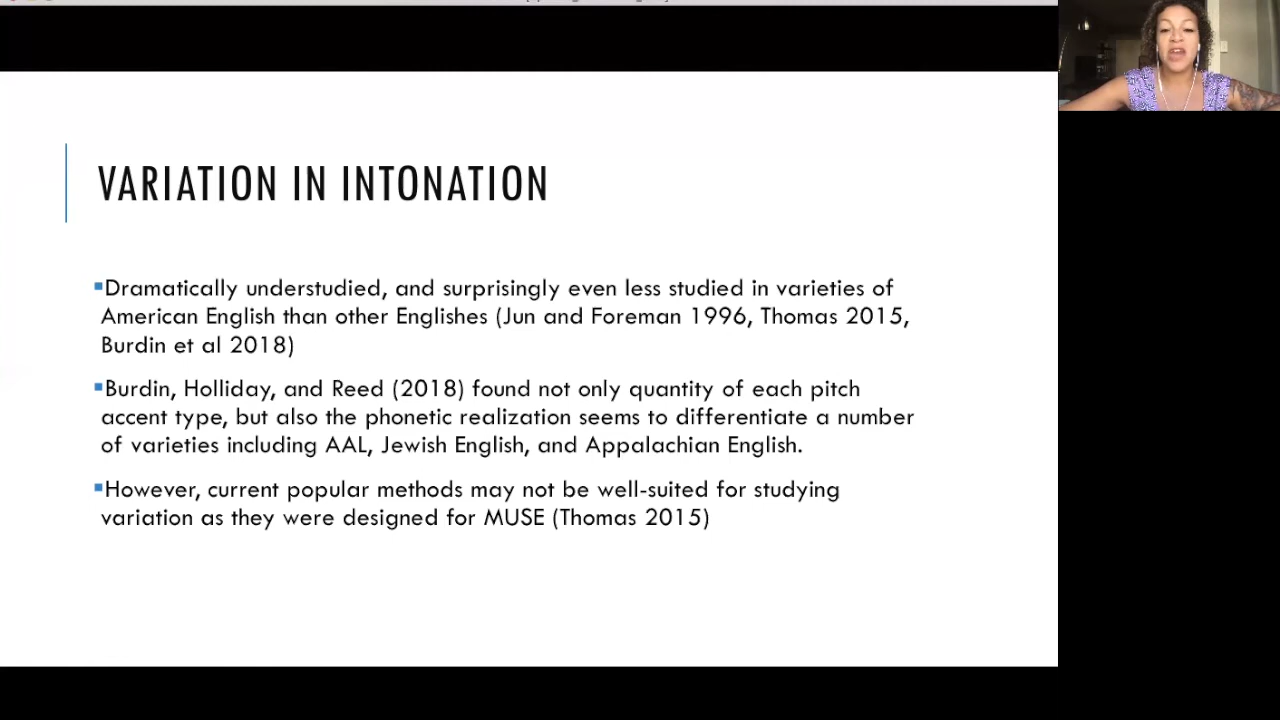 VARIATION IN INTONATION
▪Dramatically understudied, and surprisingly even less studied in varieties of
American English than other Englishes (Jun and Foreman 1996, Thomas 2015,
Burdin et al 2018)
▪Burdin, Holliday, and Reed (2018) found not only quantity of each pitch
accent type, but also the phonetic realization seems to differentiate a number
of varieties including AAL, Jewish English, and Appalachian English.
▪However, current popular methods may not be well-suited for studying
variation as they were designed for MUSE (Thomas 2015)